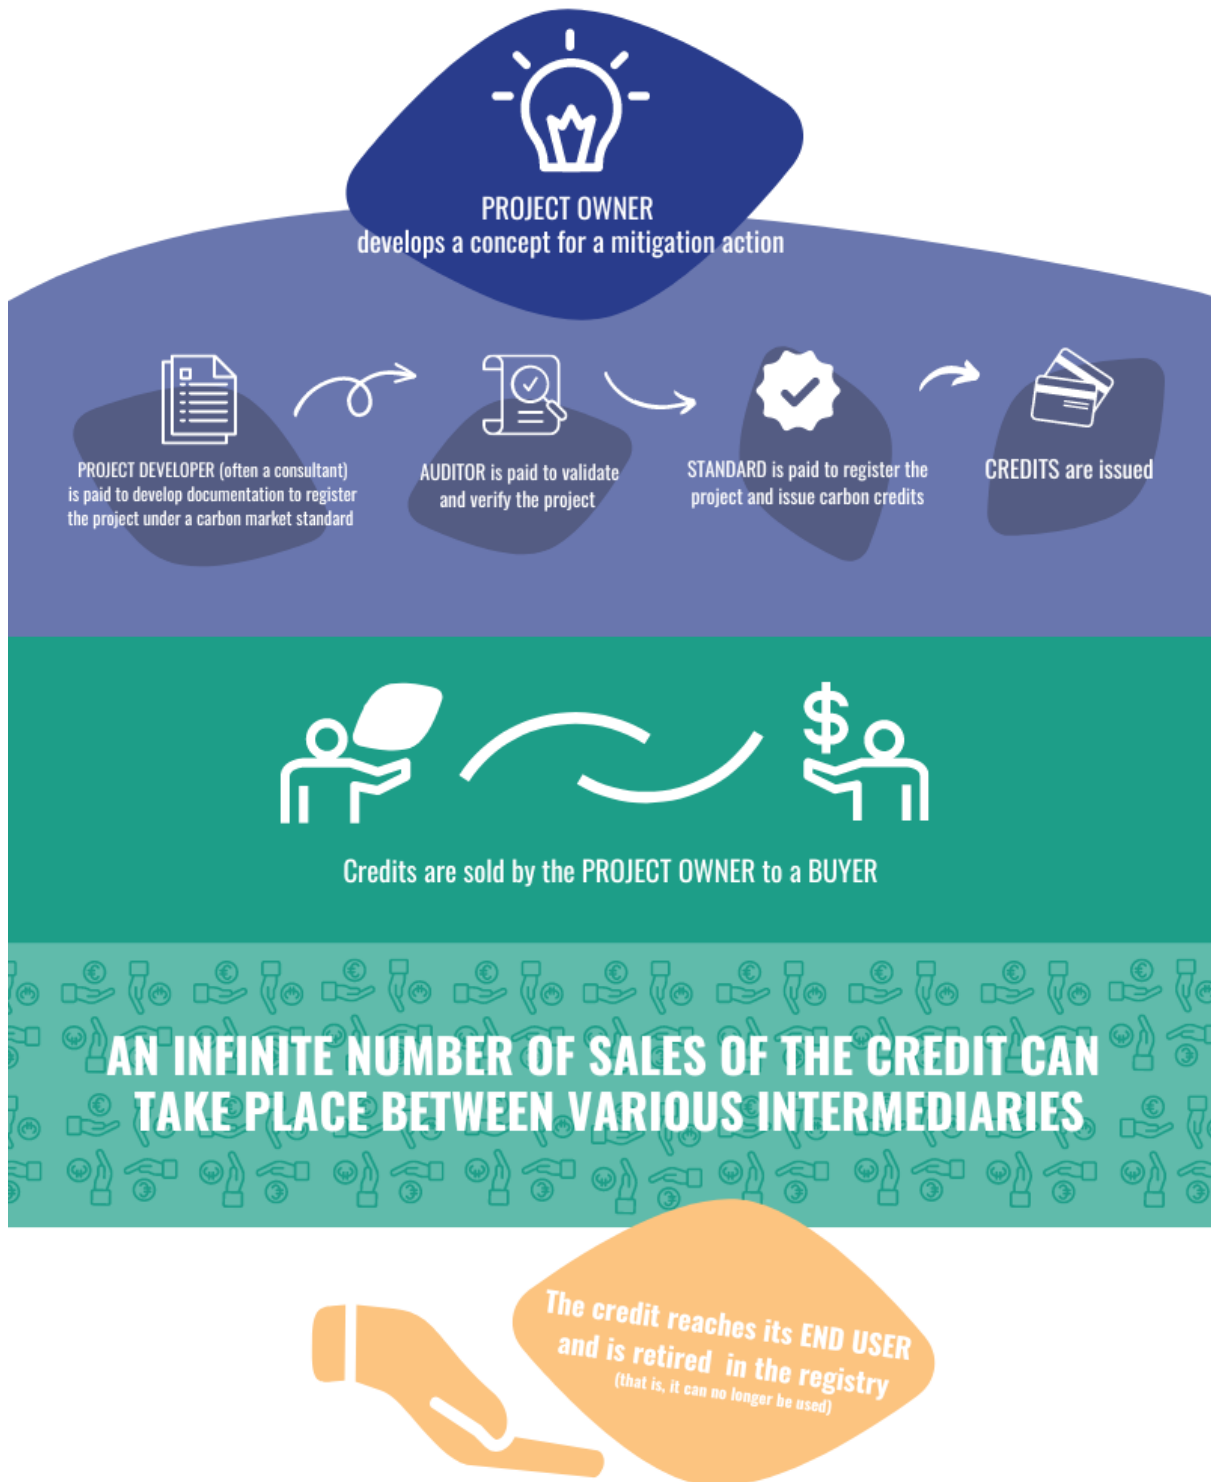 PROJECT OWNER
develops a concept for a mitigation action
PROJECT DEVELOPER (often a consultant)
is paid to develop documentation to register
the project under a carbon market standard
AUDITOR is paid to validate
and verify the project
STANDARD is paid to register the
project and issue carbon credits
CREDITS are issued
$
Credits are sold by the PROJECT OWNER to a BUYER
AN INFINITE NUMBER OF SALES OF THE CREDIT CAN
TAKE PLACE BETWEEN VARIOUS INTERMEDIARIES
The credit reaches its END USER
and is retired in the registry
(that is, it can no longer be used)